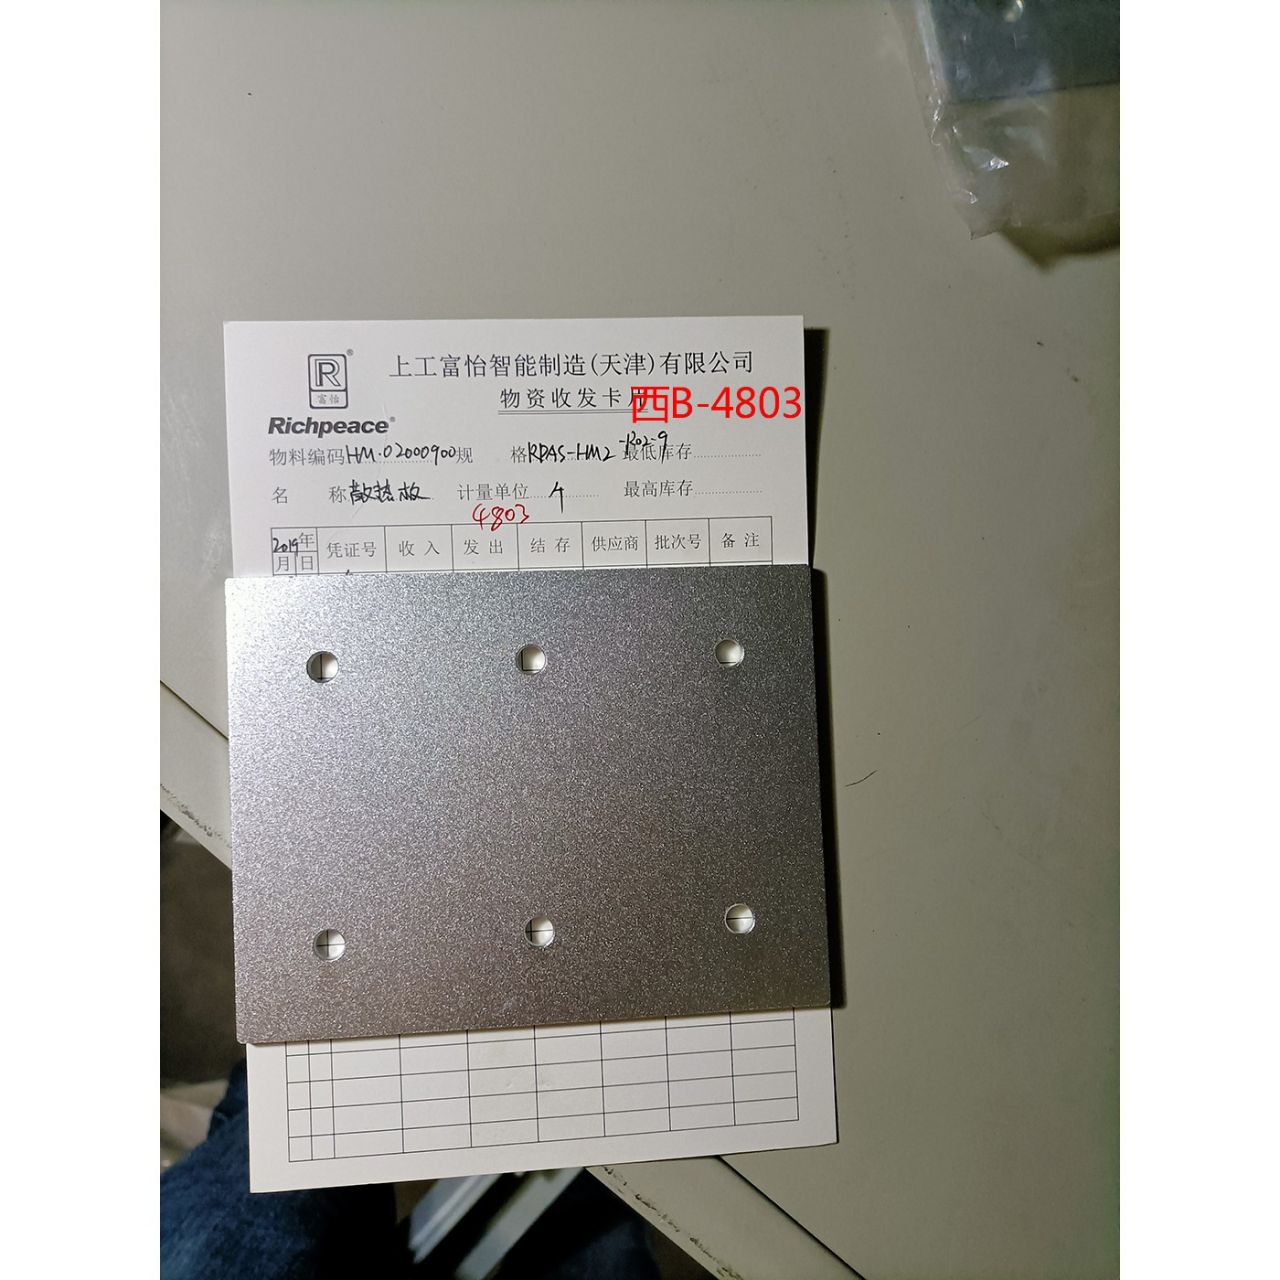 R®
富怡
Richpeace®
上工富怡智能制造(天津)有限公司
物资收发卡片
西B-4803
物料编码HM.02000900规 格RPAS-HM2-B02-9 最低库存
名 称 散热板 计量单位 个 最高库存
4803
2019年 凭证号 收入 发出 结存 供应商 批次号 备注
月 日